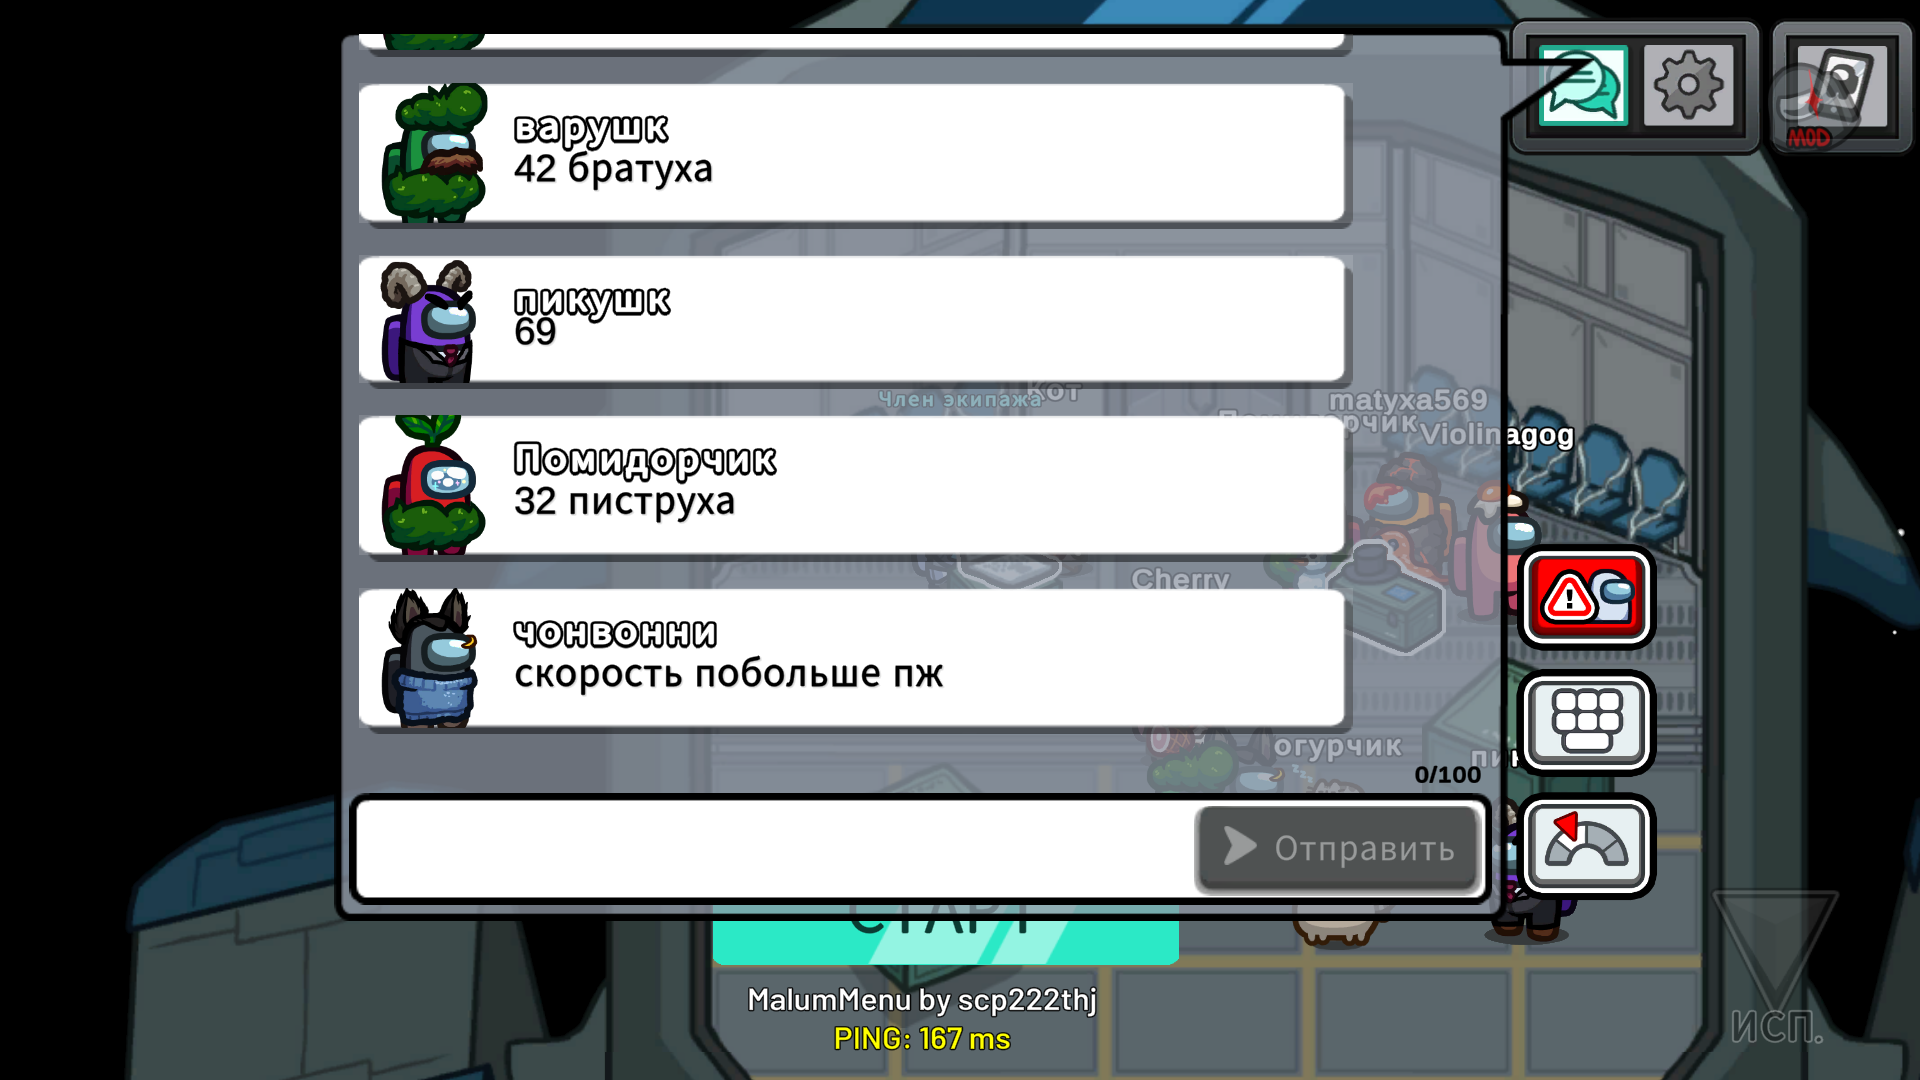 MOD
варушк
42 братуха
пикушк
69
Член экипажа
Кот
matyxa569
Violinagog
Помидорчик
32 пиструха
Cherry
чонвонни
скорость побольше пж
огурчик
0/100
Отправить
СТАРТ
MalumMenu by scp222thj
PING: 167 ms
ИСП.